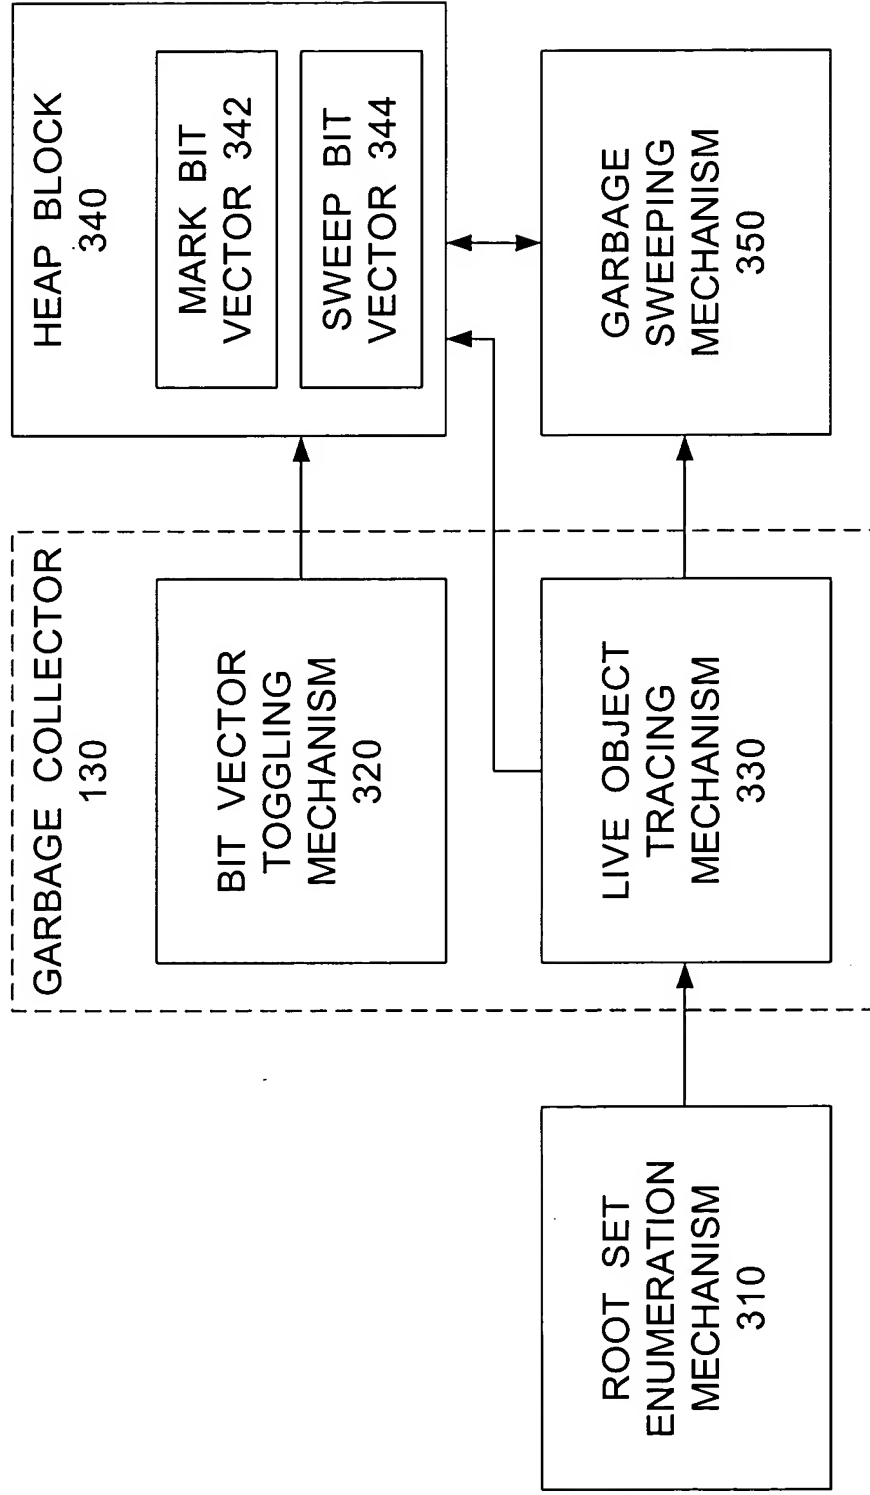 HEAP BLOCK
340
MARK BIT
VECTOR 342
SWEEP BIT
VECTOR 344
GARBAGE
SWEEPING
MECHANISM
350
GARBAGE COLLECTOR
130
BIT VECTOR
TOGGLING
MECHANISM
320
LIVE OBJECT
TRACING
MECHANISM
330
ROOT SET
ENUMERATION
MECHANISM
310